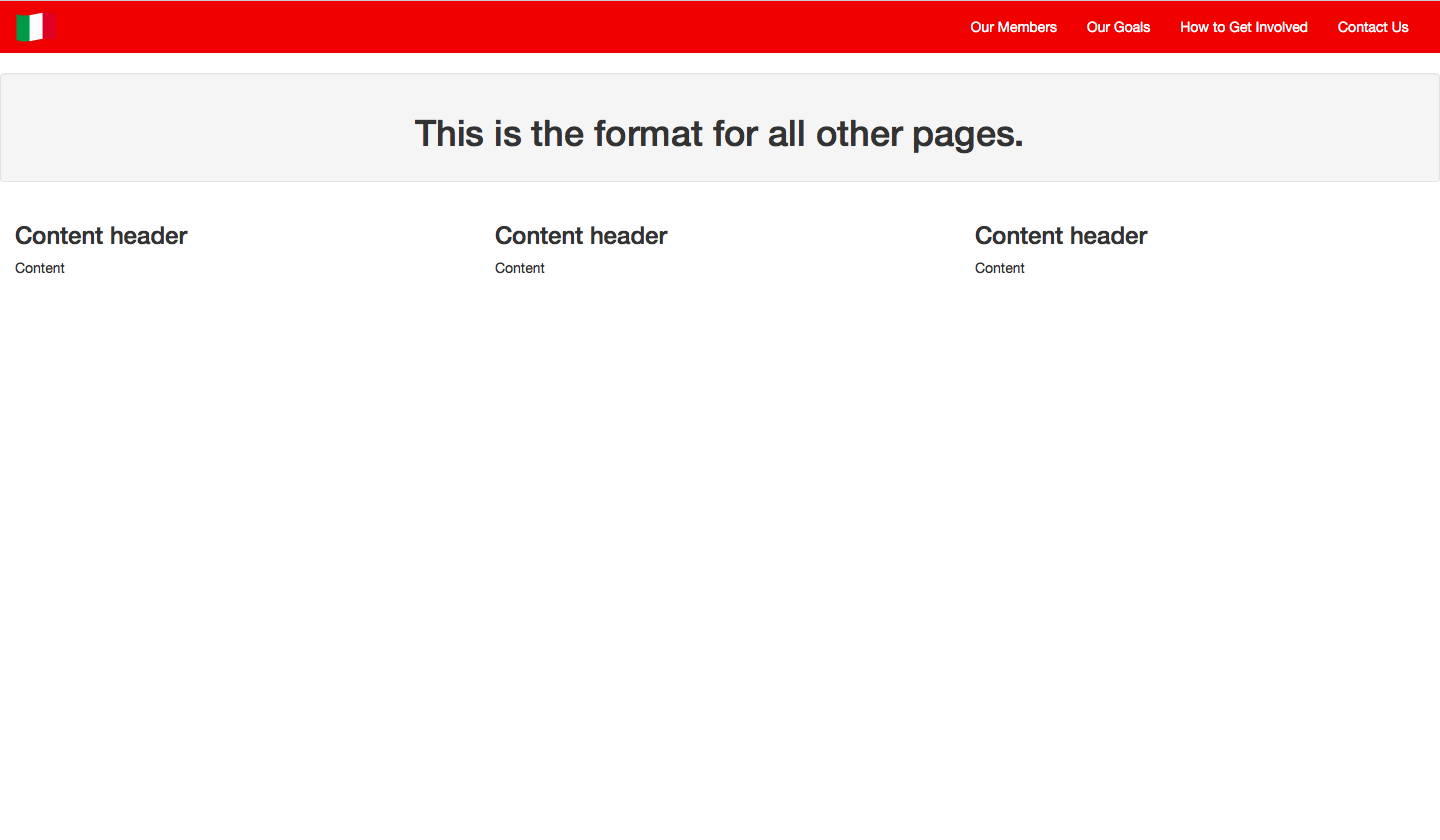 Our Members
Our Goals
How to Get Involved
Contact Us
This is the format for all other pages.
Content header
Content
Content header
Content
Content header
Content